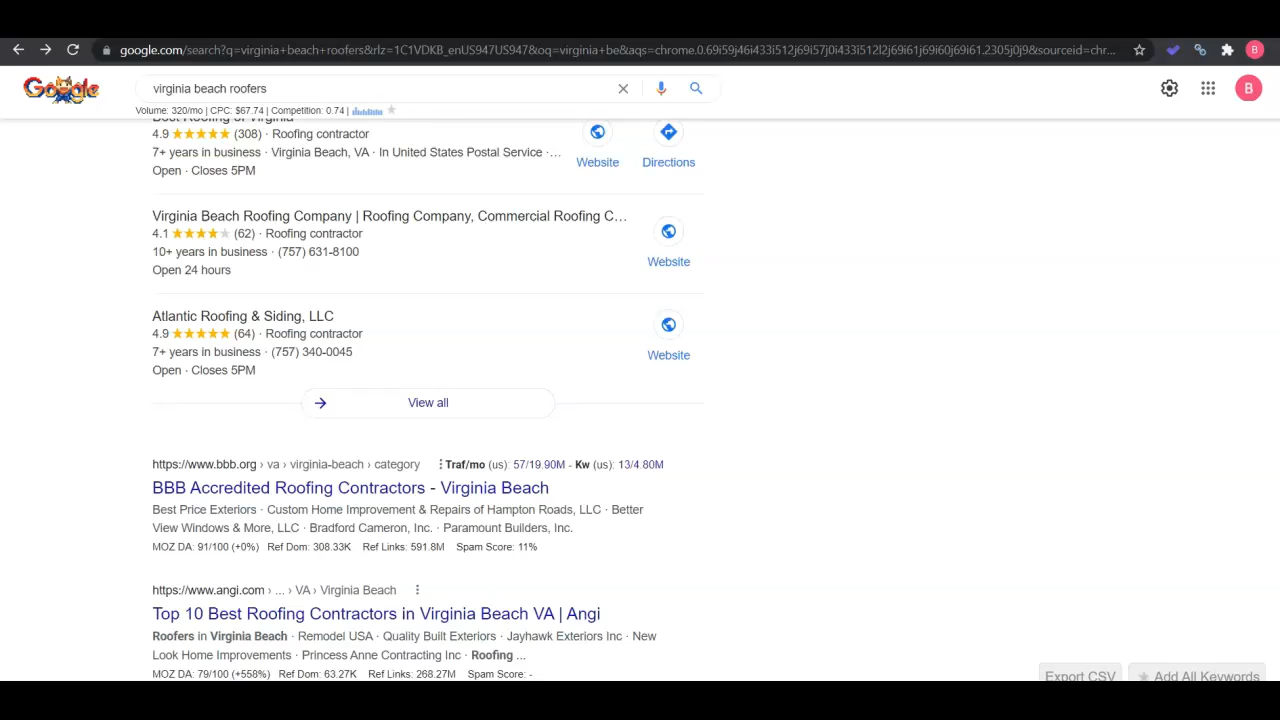 google.com/search?q=virginia+beach+roofers&rlz=1C1VDKB_enUS947US947&oq=virginia+be&aqs=chrome.0.69i59j46i433i512j69i57j0i433i512l2j69i61j69i60j69i61.2305j0j9&sourceid=chr...
B
Google
virginia beach roofers
B
Volume: 320/mo | CPC: $67.74 | Competition: 0.74 |
Best Roofing of Virginia
4.9 (308) · Roofing contractor
7+ years in business · Virginia Beach, VA · In United States Postal Service ·...
Website
Directions
Open · Closes 5PM
Virginia Beach Roofing Company | Roofing Company, Commercial Roofing C...
4.1 (62) · Roofing contractor
10+ years in business · (757) 631-8100
Website
Open 24 hours
Atlantic Roofing & Siding, LLC
4.9 (64) · Roofing contractor
7+ years in business · (757) 340-0045
Website
Open · Closes 5PM
View all
https://www.bbb.org › va › virginia-beach › category
Traf/mo (us): 57/19.90M - Kw (us): 13/4.80M
BBB Accredited Roofing Contractors - Virginia Beach
Best Price Exteriors · Custom Home Improvement & Repairs of Hampton Roads, LLC · Better
View Windows & More, LLC · Bradford Cameron, Inc. · Paramount Builders, Inc.
MOZ DA: 91/100 (+0%) Ref Dom: 308.33K Ref Links: 591.8M Spam Score: 11%
https://www.angi.com › ... › VA › Virginia Beach
Top 10 Best Roofing Contractors in Virginia Beach VA | Angi
Roofers in Virginia Beach · Remodel USA · Quality Built Exteriors · Jayhawk Exteriors Inc · New
Look Home Improvements · Princess Anne Contracting Inc · Roofing ...
MOZ DA: 79/100 (+558%) Ref Dom: 63.27K Ref Links: 268.27M Spam Score: -
Export CSV
Add All Keywords